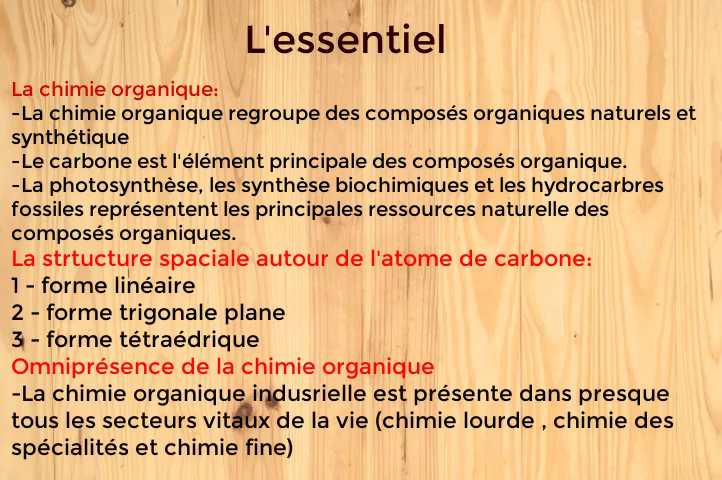 L'essentiel
La chimie organique:
-La chimie organique regroupe des composés organiques naturels et
synthétique
-Le carbone est l'élément principale des composés organique.
-La photosynthèse, les synthèse biochimiques et les hydrocarbres
fossiles représentent les principales ressources naturelle des
composés organiques.
La strtucture spaciale autour de l'atome de carbone:
1 - forme linéaire
2 - forme trigonale plane
3 - forme tétraédrique
Omniprésence de la chimie organique
-La chimie organique indusrielle est présente dans presque
tous les secteurs vitaux de la vie (chimie lourde , chimie des
spécialités et chimie fine)